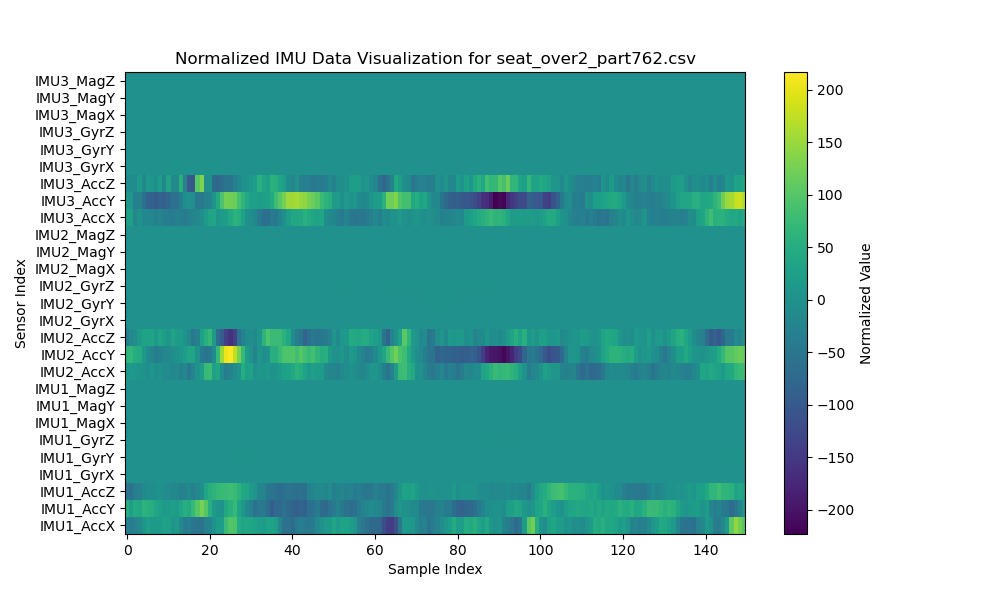 Normalized IMU Data Visualization for seat_over2_part762.csv
IMU3_MagZ
IMU3_MagY
IMU3_MagX
IMU3_GyrZ
IMU3_GyrY
IMU3_GyrX
IMU3_AccZ
IMU3_AccY
IMU3_AccX
IMU2_MagZ
IMU2_MagY
IMU2_MagX
IMU2_GyrZ
IMU2_GyrY
IMU2_GyrX
IMU2_AccZ
IMU2_AccY
IMU2_AccX
IMU1_MagZ
IMU1_MagY
IMU1_MagX
IMU1_GyrZ
IMU1_GyrY
IMU1_GyrX
IMU1_AccZ
IMU1_AccY
IMU1_AccX
Sensor Index
0 20 40 60 80 100 120 140
Sample Index
200
150
100
50
0
−50
−100
−150
−200
Normalized Value